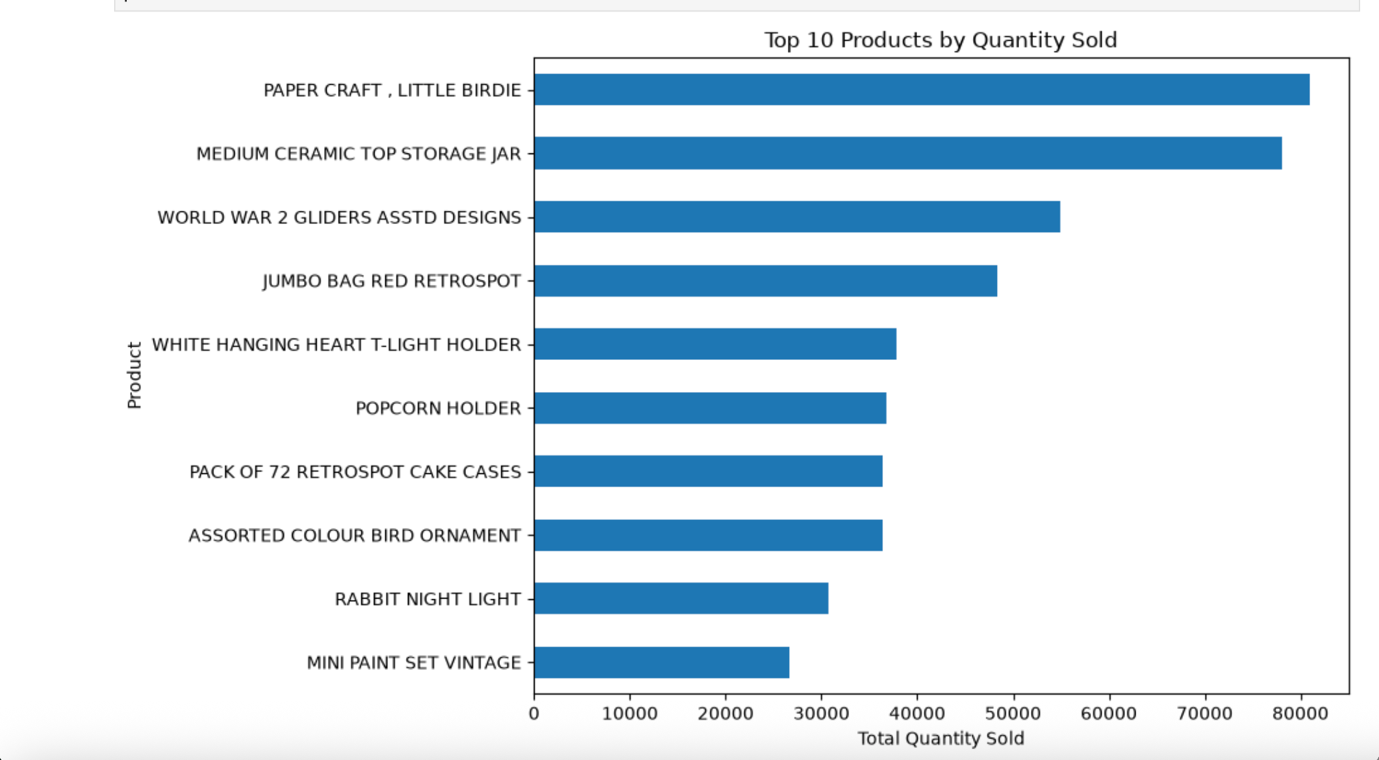 Top 10 Products by Quantity Sold
PAPER CRAFT , LITTLE BIRDIE
MEDIUM CERAMIC TOP STORAGE JAR
WORLD WAR 2 GLIDERS ASSTD DESIGNS
JUMBO BAG RED RETROSPOT
WHITE HANGING HEART T-LIGHT HOLDER
Product
POPCORN HOLDER
PACK OF 72 RETROSPOT CAKE CASES
ASSORTED COLOUR BIRD ORNAMENT
RABBIT NIGHT LIGHT
MINI PAINT SET VINTAGE
0 10000 20000 30000 40000 50000 60000 70000 80000
Total Quantity Sold